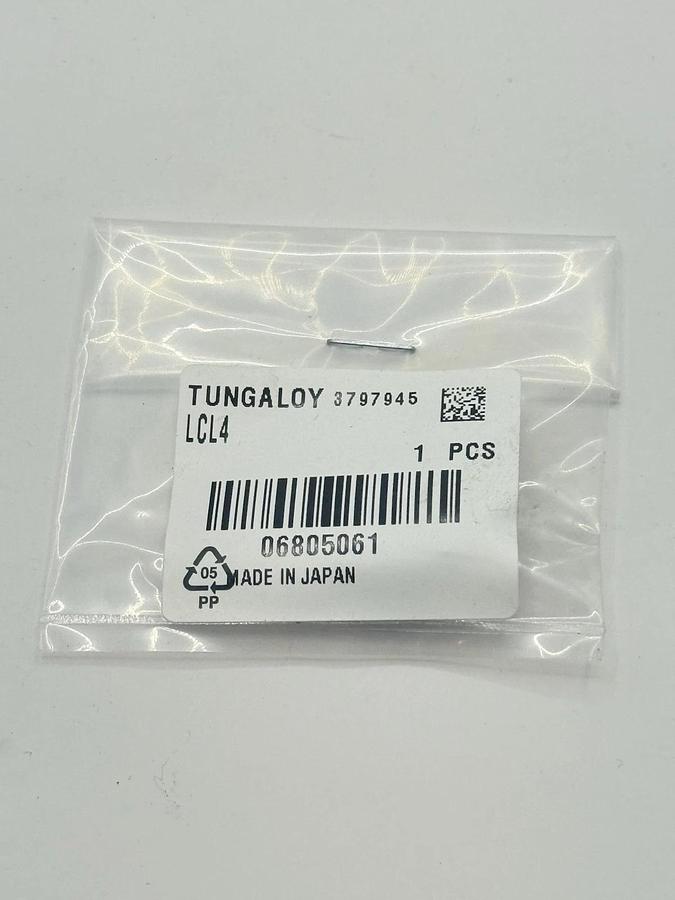 TUNGALOY 3797945
LCL4
1 PCS
06805061
05 MADE IN JAPAN
PP